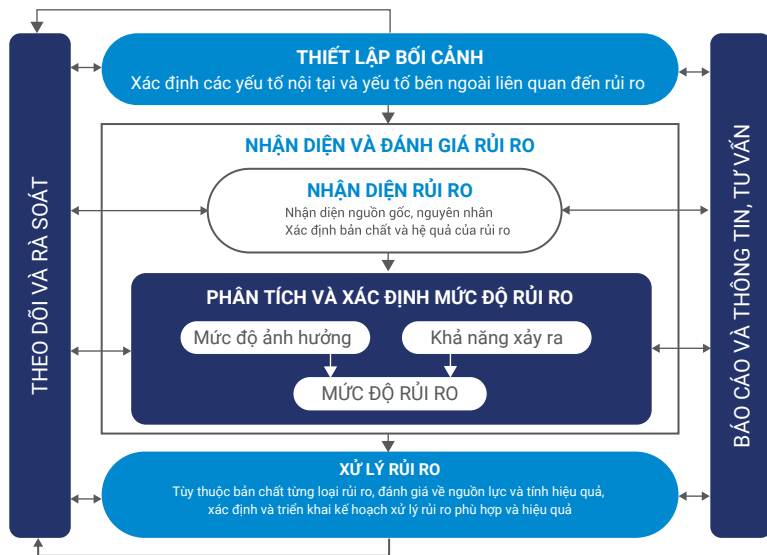 THIẾT LẬP BỐI CẢNH
Xác định các yếu tố nội tại và yếu tố bên ngoài liên quan đến rủi ro
NHẬN DIỆN VÀ ĐÁNH GIÁ RỦI RO
NHẬN DIỆN RỦI RO
Nhận diện nguồn gốc, nguyên nhân
Xác định bản chất và hệ quả của rủi ro
PHÂN TÍCH VÀ XÁC ĐỊNH MỨC ĐỘ RỦI RO
Mức độ ảnh hưởng
Khả năng xảy ra
MỨC ĐỘ RỦI RO
XỬ LÝ RỦI RO
Tùy thuộc bản chất từng loại rủi ro, đánh giá về nguồn lực và tính hiệu quả,
xác định và triển khai kế hoạch xử lý rủi ro phù hợp và hiệu quả
THEO DÕI VÀ RÀ SOÁT
BÁO CÁO VÀ THÔNG TIN, TƯ VẤN